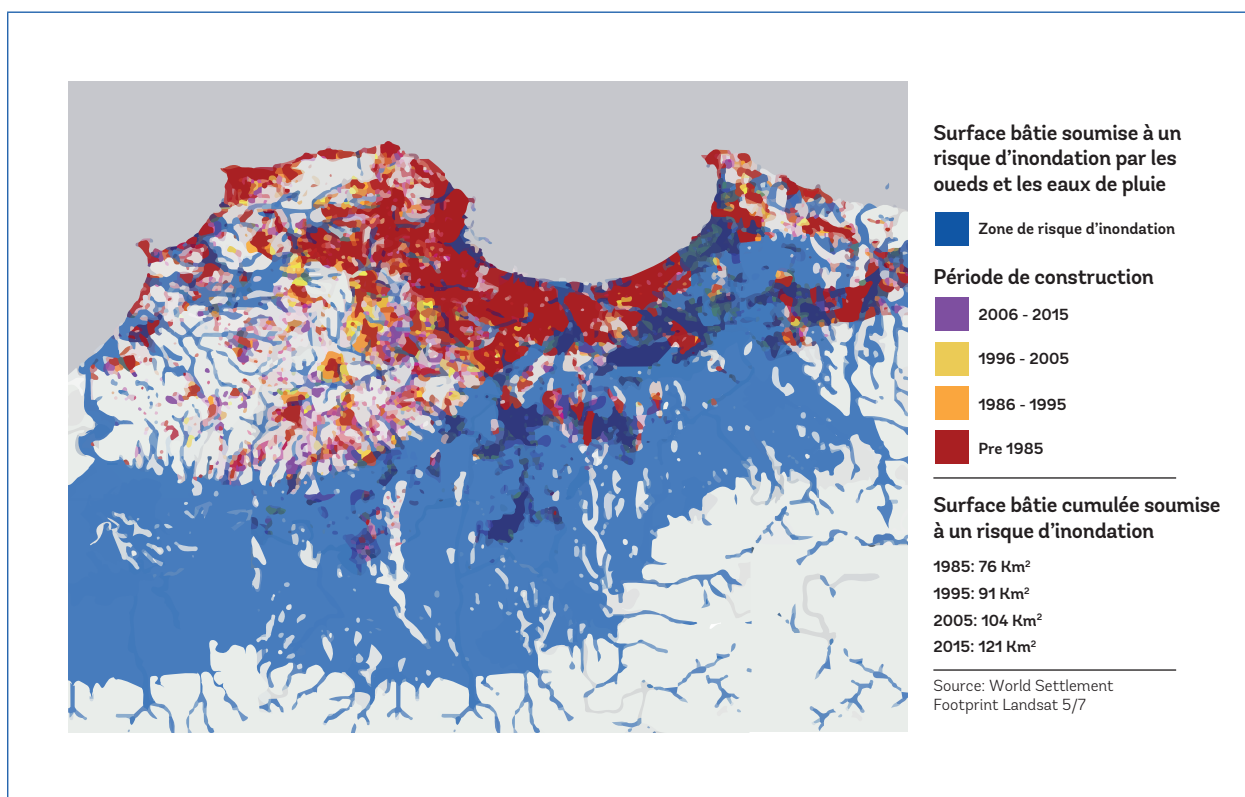 Surface bâtie soumise à un
risque d'inondation par les
oueds et les eaux de pluie
Zone de risque d'inondation
Période de construction
2006 - 2015
1996 - 2005
1986 - 1995
Pre 1985
Surface bâtie cumulée soumise
à un risque d'inondation
1985: 76 Km²
1995: 91 Km²
2005: 104 Km²
2015: 121 Km²
Source: World Settlement
Footprint Landsat 5/7